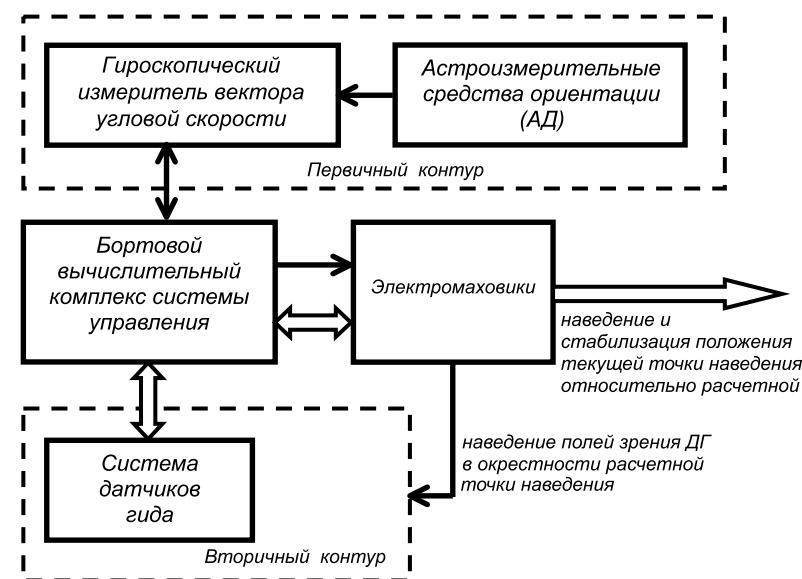 Гироскопический
измеритель вектора
угловой скорости
Астроизмерительные
средства ориентации
(АД)
Первичный контур
Бортовой
вычислительный
комплекс системы
управления
Электромаховики
наведение и
стабилизация положения
текущей точки наведения
относительно расчетной
наведение полей зрения ДГ
в окрестности расчетной
точки наведения
Система
датчиков
гида
Вторичный контур